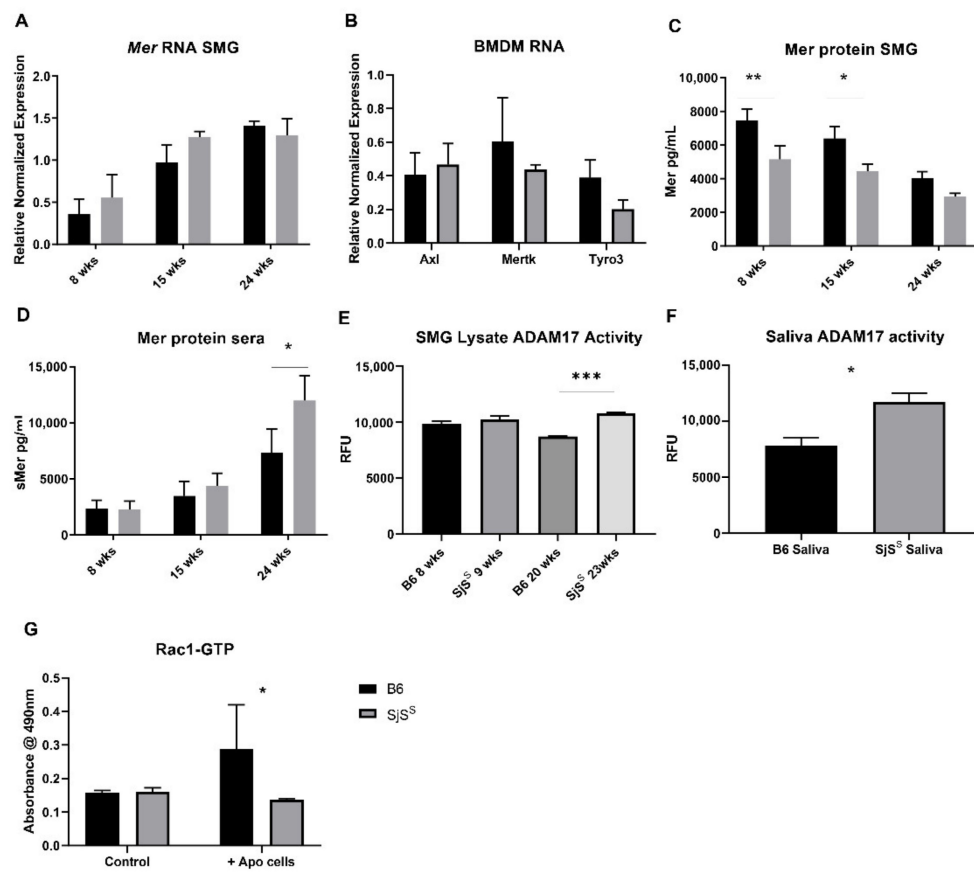 A
Mer RNA SMG
Relative Normalized Expression
2.0
1.5
1.0
0.5
0.0
8 wks
15 wks
24 wks
B
BMDM RNA
Relative Normalized Expression
1.0
0.8
0.6
0.4
0.2
0.0
Axl
Mertk
Tyro3
C
Mer protein SMG
Mer pg/mL
10,000
8000
6000
4000
2000
0
**
*
8 wks
15 wks
24 wks
D
Mer protein sera
sMer pg/ml
15,000
10,000
5000
0
*
8 wks
15 wks
24 wks
E
SMG Lysate ADAM17 Activity
RFU
15,000
10,000
5000
0
***
B6 8 wks
SjSˢ 9 wks
B6 20 wks
SjSˢ 23wks
F
Saliva ADAM17 activity
RFU
15,000
10,000
5000
0
*
B6 Saliva
SjSˢ Saliva
G
Rac1-GTP
Absorbance @ 490nm
0.5
0.4
0.3
0.2
0.1
0.0
*
Control
+ Apo cells
B6
SjSˢ